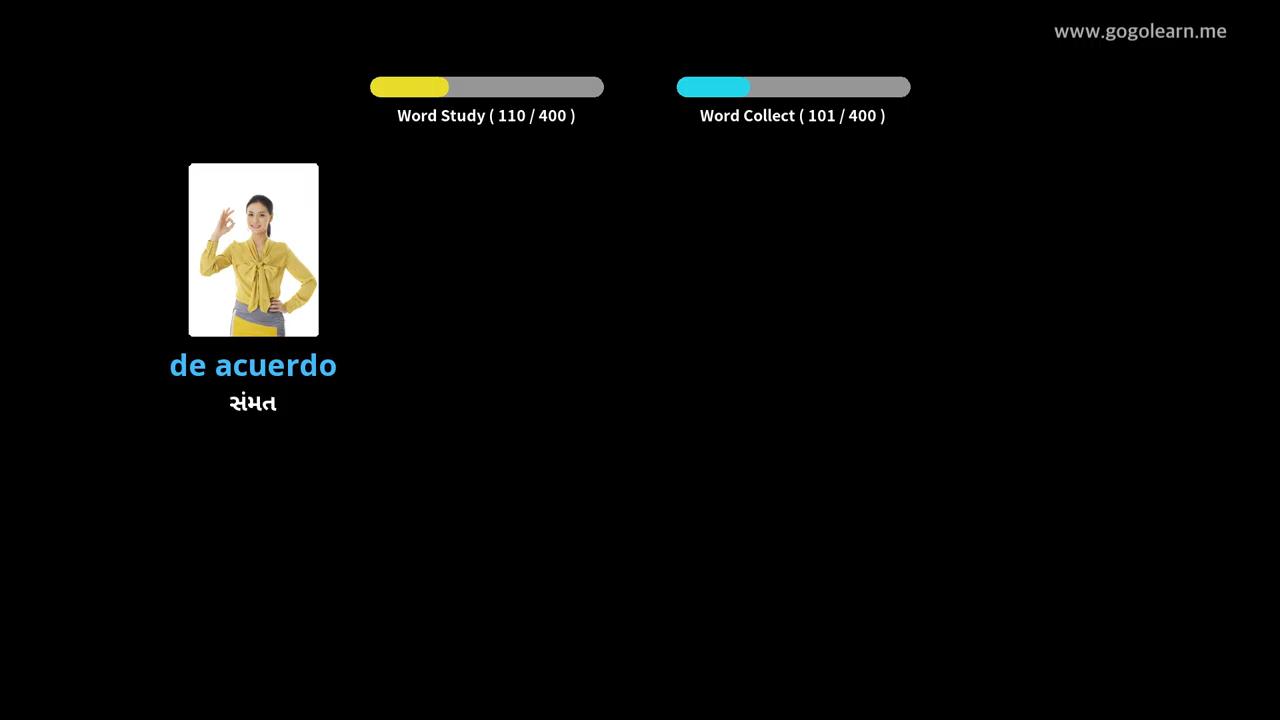 www.gogolearn.me
Word Study ( 110 / 400 )
Word Collect ( 101 / 400 )
de acuerdo
સંમત